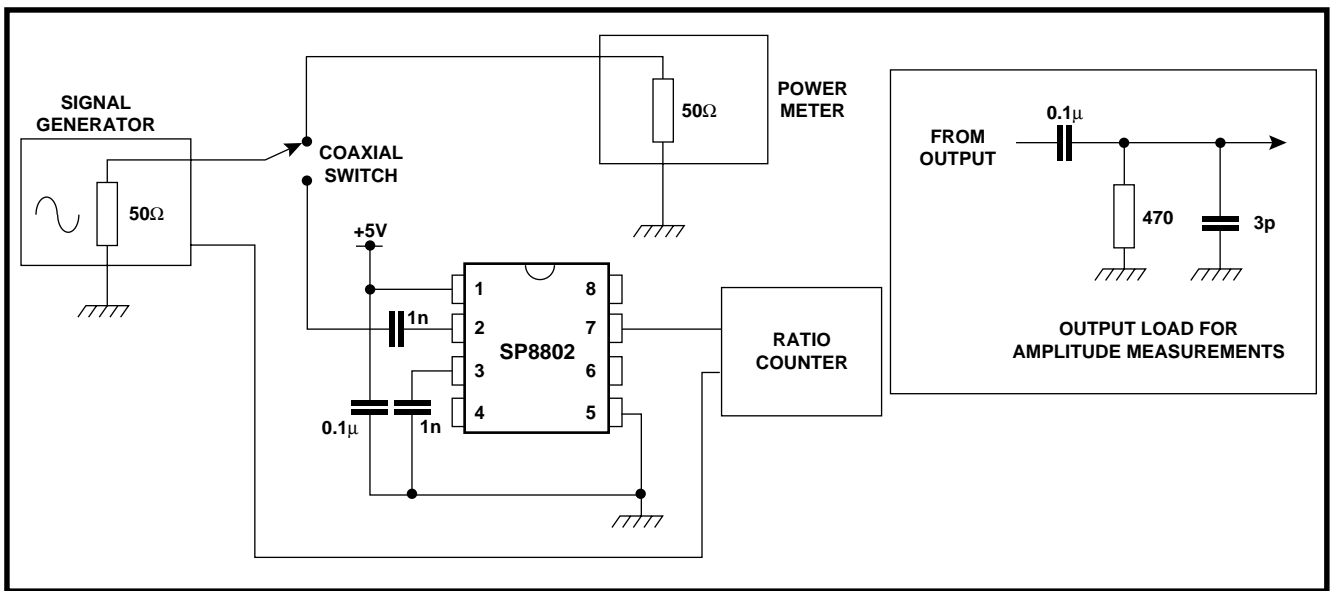 SIGNAL
GENERATOR
50Ω
COAXIAL
SWITCH
50Ω
POWER
METER
+5V
1n
0.1μ
1n
1
2
3
4
SP8802
8
7
6
5
RATIO
COUNTER
FROM
OUTPUT
0.1μ
470
3p
OUTPUT LOAD FOR
AMPLITUDE MEASUREMENTS